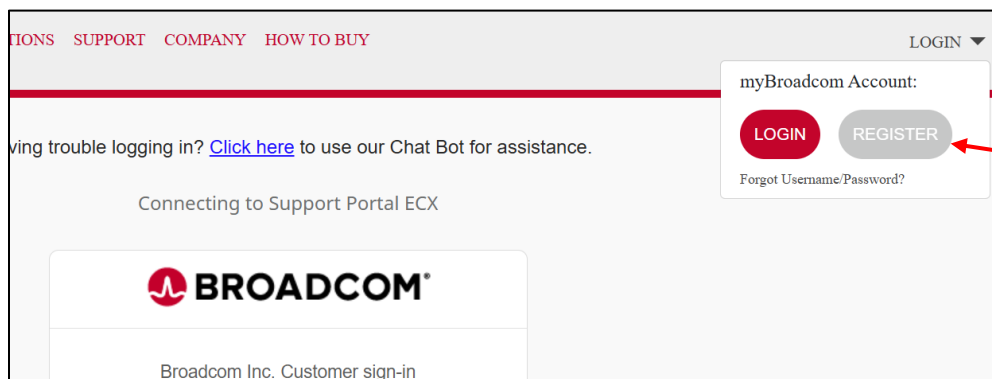 SUPPORT COMPANY HOW TO BUY
LOGIN
myBroadcom Account:
LOGIN REGISTER
Forgot Username/Password?
ving trouble logging in? Click here to use our Chat Bot for assistance.
Connecting to Support Portal ECX
BROADCOM®
Broadcom Inc. Customer sign-in